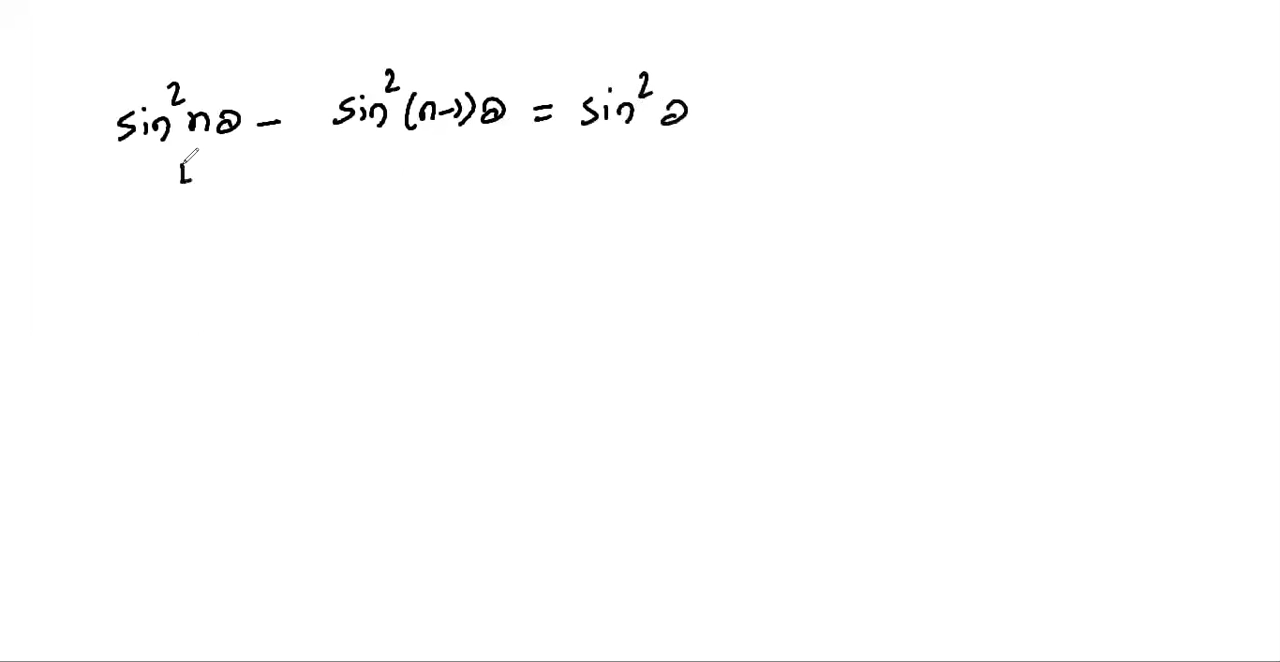 sin²nθ - sin²(n-1)θ = sin²θ